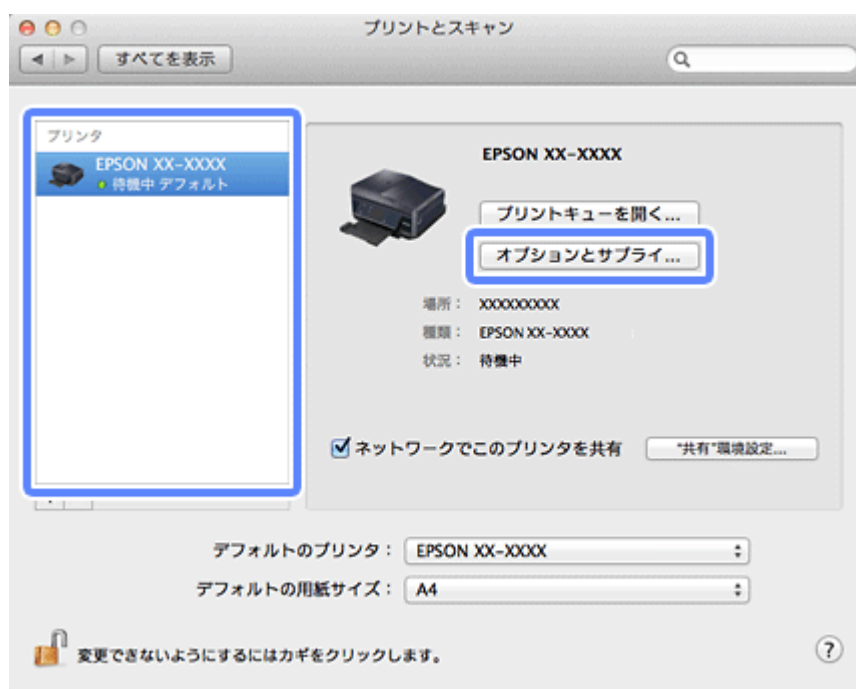 プリントとスキャン
すべてを表示
プリンタ
EPSON XX-XXXX
待機中 デフォルト
EPSON XX-XXXX
プリントキューを開く...
オプションとサプライ...
場所： XXXXXXXXX
種類： EPSON XX-XXXX
状況： 待機中
ネットワークでこのプリンタを共有
"共有"環境設定...
デフォルトのプリンタ： EPSON XX-XXXX
デフォルトの用紙サイズ： A4
変更できないようにするにはカギをクリックします。
?